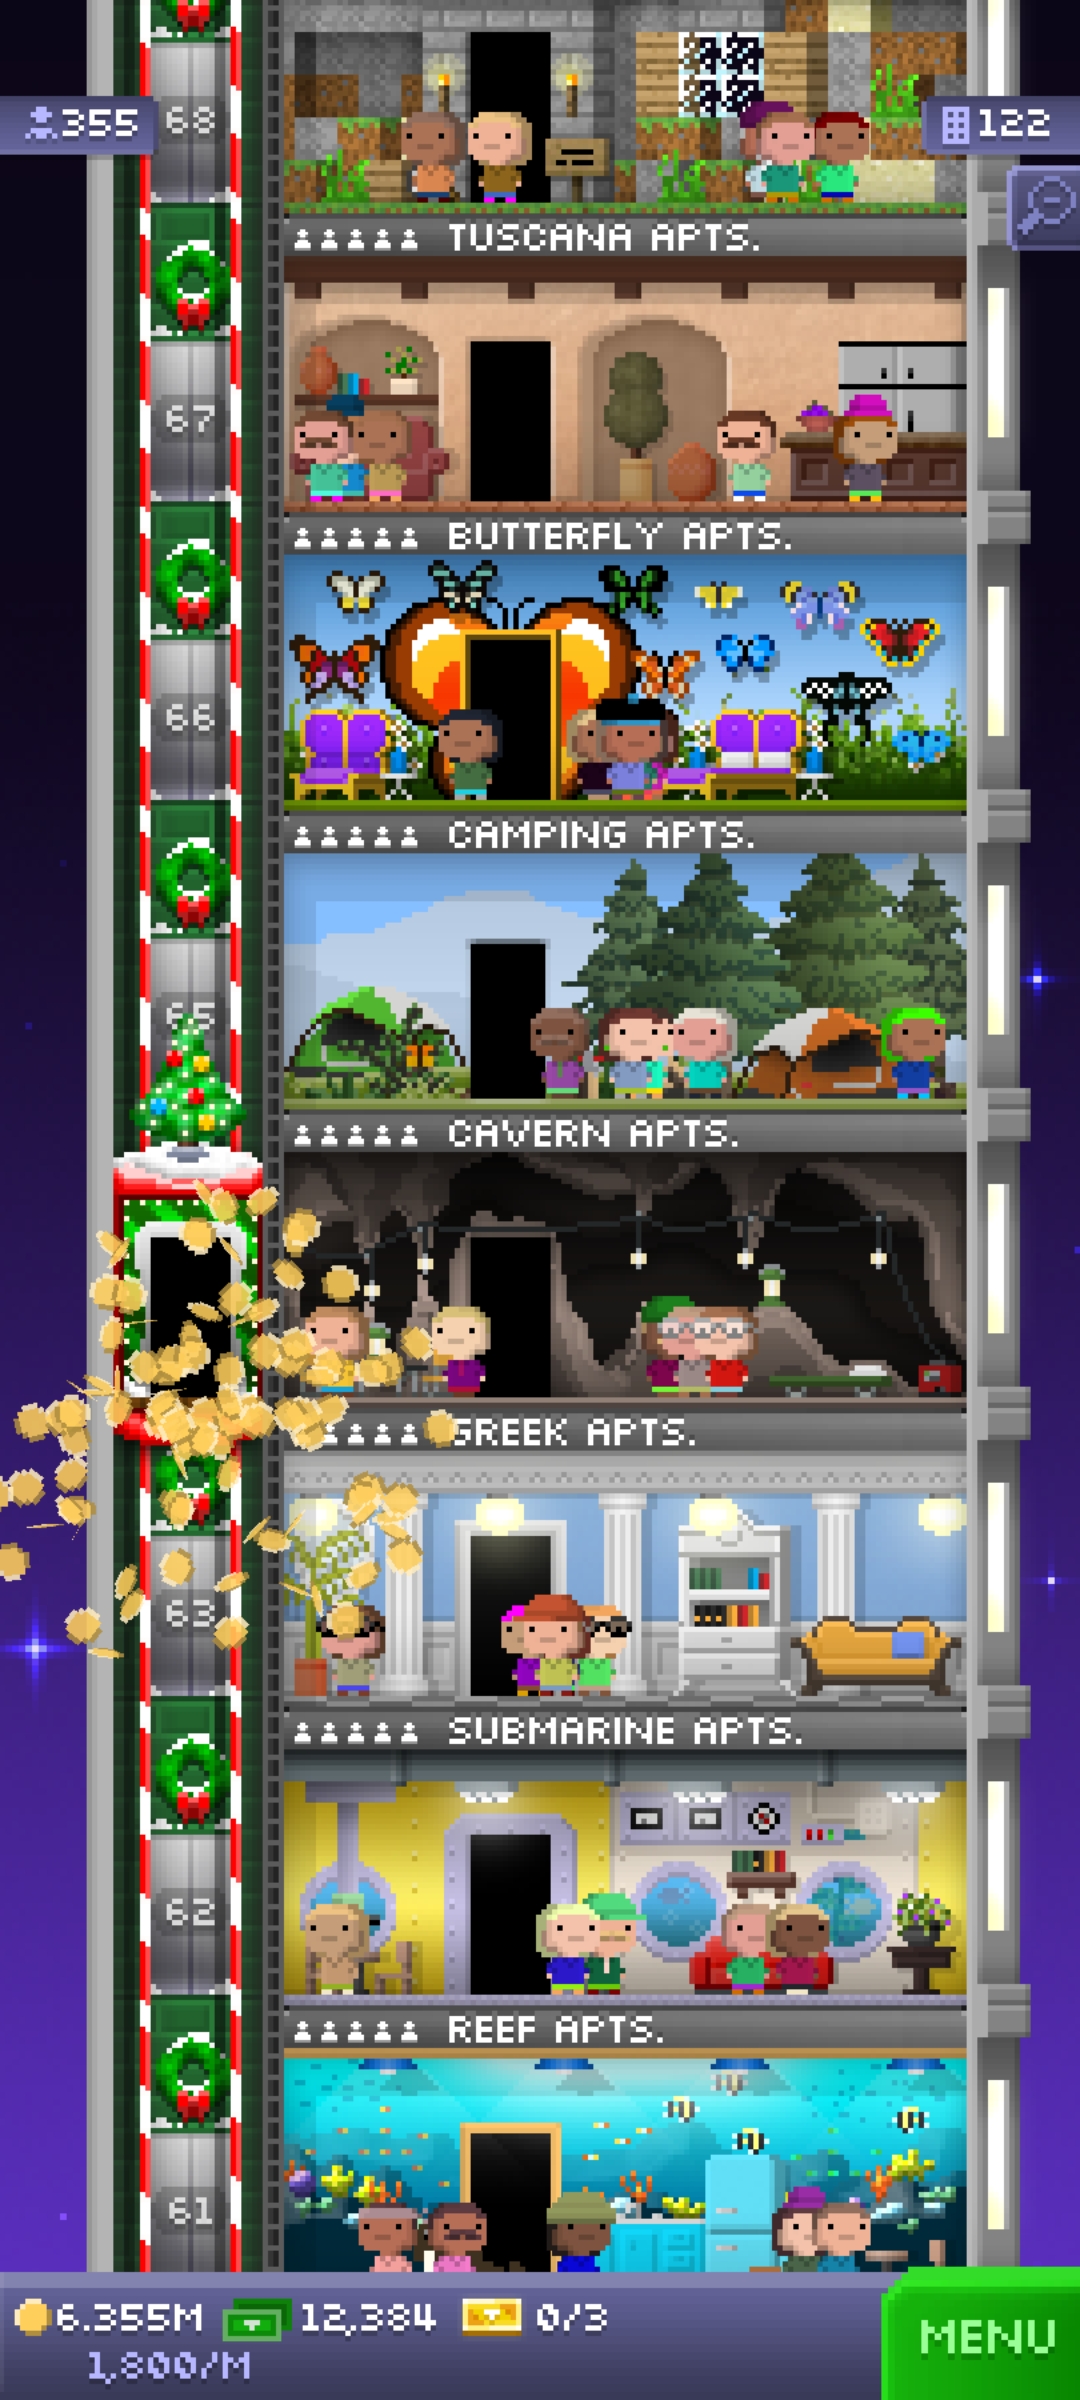 355
68
122
TUSCANA APTS.
67
BUTTERFLY APTS.
66
CAMPING APTS.
65
CAVERN APTS.
GREEK APTS.
63
SUBMARINE APTS.
62
REEF APTS.
61
6.355M 12,384 0/3
1,800/M
MENU